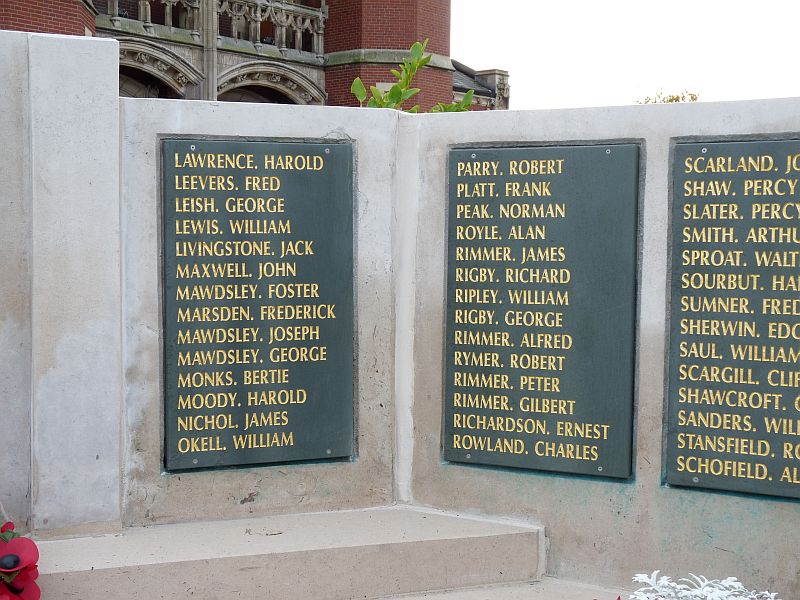 LAWRENCE. HAROLD
LEEVERS. FRED
LEISH. GEORGE
LEWIS. WILLIAM
LIVINGSTONE. JACK
MAXWELL. JOHN
MAWDSLEY. FOSTER
MARSDEN. FREDERICK
MAWDSLEY. JOSEPH
MAWDSLEY. GEORGE
MONKS. BERTIE
MOODY. HAROLD
NICHOL. JAMES
OKELL. WILLIAM
PARRY. ROBERT
PLATT. FRANK
PEAK. NORMAN
ROYLE. ALAN
RIMMER. JAMES
RIGBY. RICHARD
RIPLEY. WILLIAM
RIGBY. GEORGE
RIMMER. ALFRED
RYMER. ROBERT
RIMMER. PETER
RIMMER. GILBERT
RICHARDSON. ERNEST
ROWLAND. CHARLES
SCARLAND.
SHAW. PERCY
SLATER. PERCY
SMITH.
SPROAT.
SOURBUT.
SUMNER. FRED
SHERWIN.
SAUL. WILLIAM
SCARGILL.
SHAWCROFT.
SANDERS.
STANSFIELD.
SCHOFIELD.